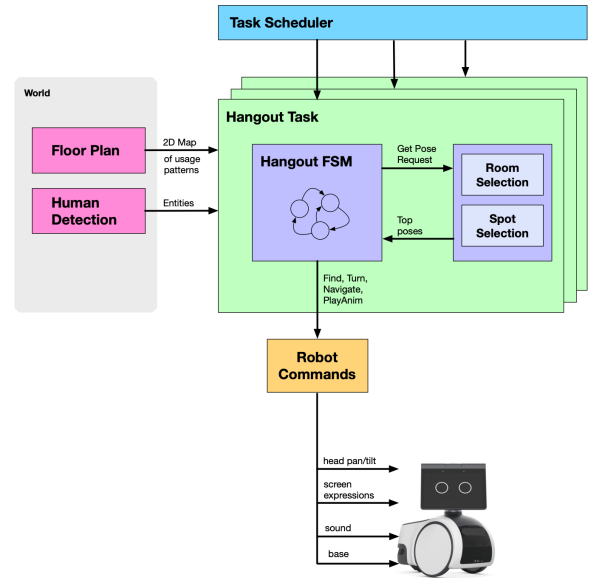 Task Scheduler
World
Hangout Task
Floor Plan
2D Map
of usage
patterns
Human
Detection
Entities
Hangout FSM
Get Pose
Request
Room
Selection
Spot
Selection
Top
poses
Find, Turn,
Navigate,
PlayAnim
Robot
Commands
head pan/tilt
screen
expressions
sound
base